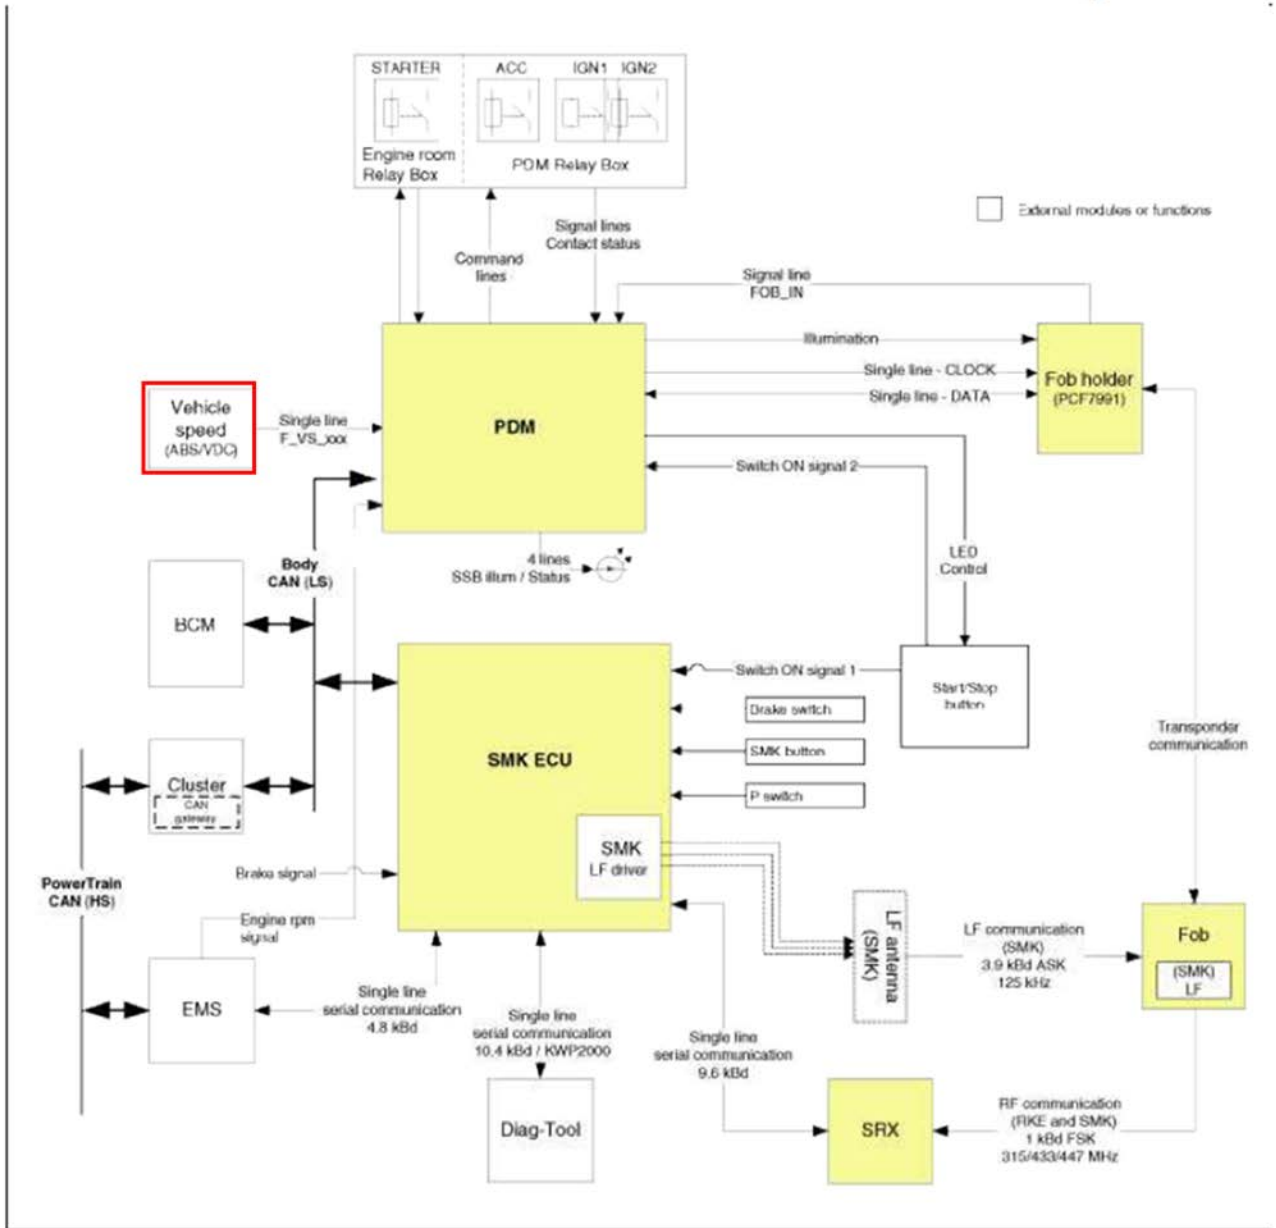 STARTER
ACC
IGN1 IGN2
Engine room
Relay Box
PDM Relay Box
External modules or functions
Signal lines
Contact status
Command
lines
Signal line
FOB_IN
Illumination
Single line - CLOCK
Single line - DATA
Fob holder
(PCF7991)
Vehicle
speed
(ABS/VDC)
Single line
F_VS_xxx
PDM
Switch ON signal 2
4 lines
SSB illum / Status
LED
Control
Body
CAN (LS)
BCM
Switch ON signal 1
Start/Stop
button
Brake switch
SMK button
P switch
SMK ECU
Transponder
communication
Cluster
CAN
gateway
SMK
LF driver
Brake signal
PowerTrain
CAN (HS)
Engine rpm
signal
EMS
LF antenna
(SMK)
LF communication
(SMK)
3.9 kBd ASK
125 kHz
Fob
(SMK)
LF
Single line
serial communication
4.8 kBd
Single line
serial communication
10.4 kBd / KWP2000
Single line
serial communication
9.6 kBd
Diag-Tool
SRX
RF communication
(RKE and SMK)
1 kBd FSK
315/433/447 MHz